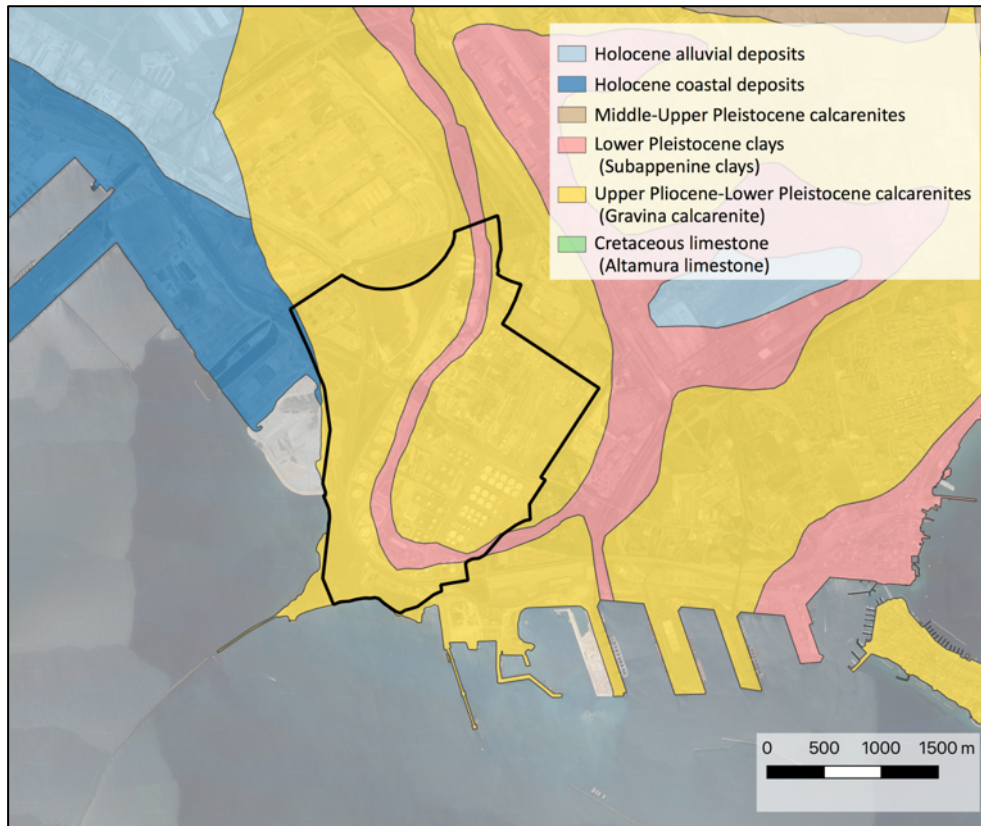 Holocene alluvial deposits
Holocene coastal deposits
Middle-Upper Pleistocene calcarenites
Lower Pleistocene clays
(Subappenine clays)
Upper Pliocene-Lower Pleistocene calcarenites
(Gravina calcarenite)
Cretaceous limestone
(Altamura limestone)
0 500 1000 1500 m